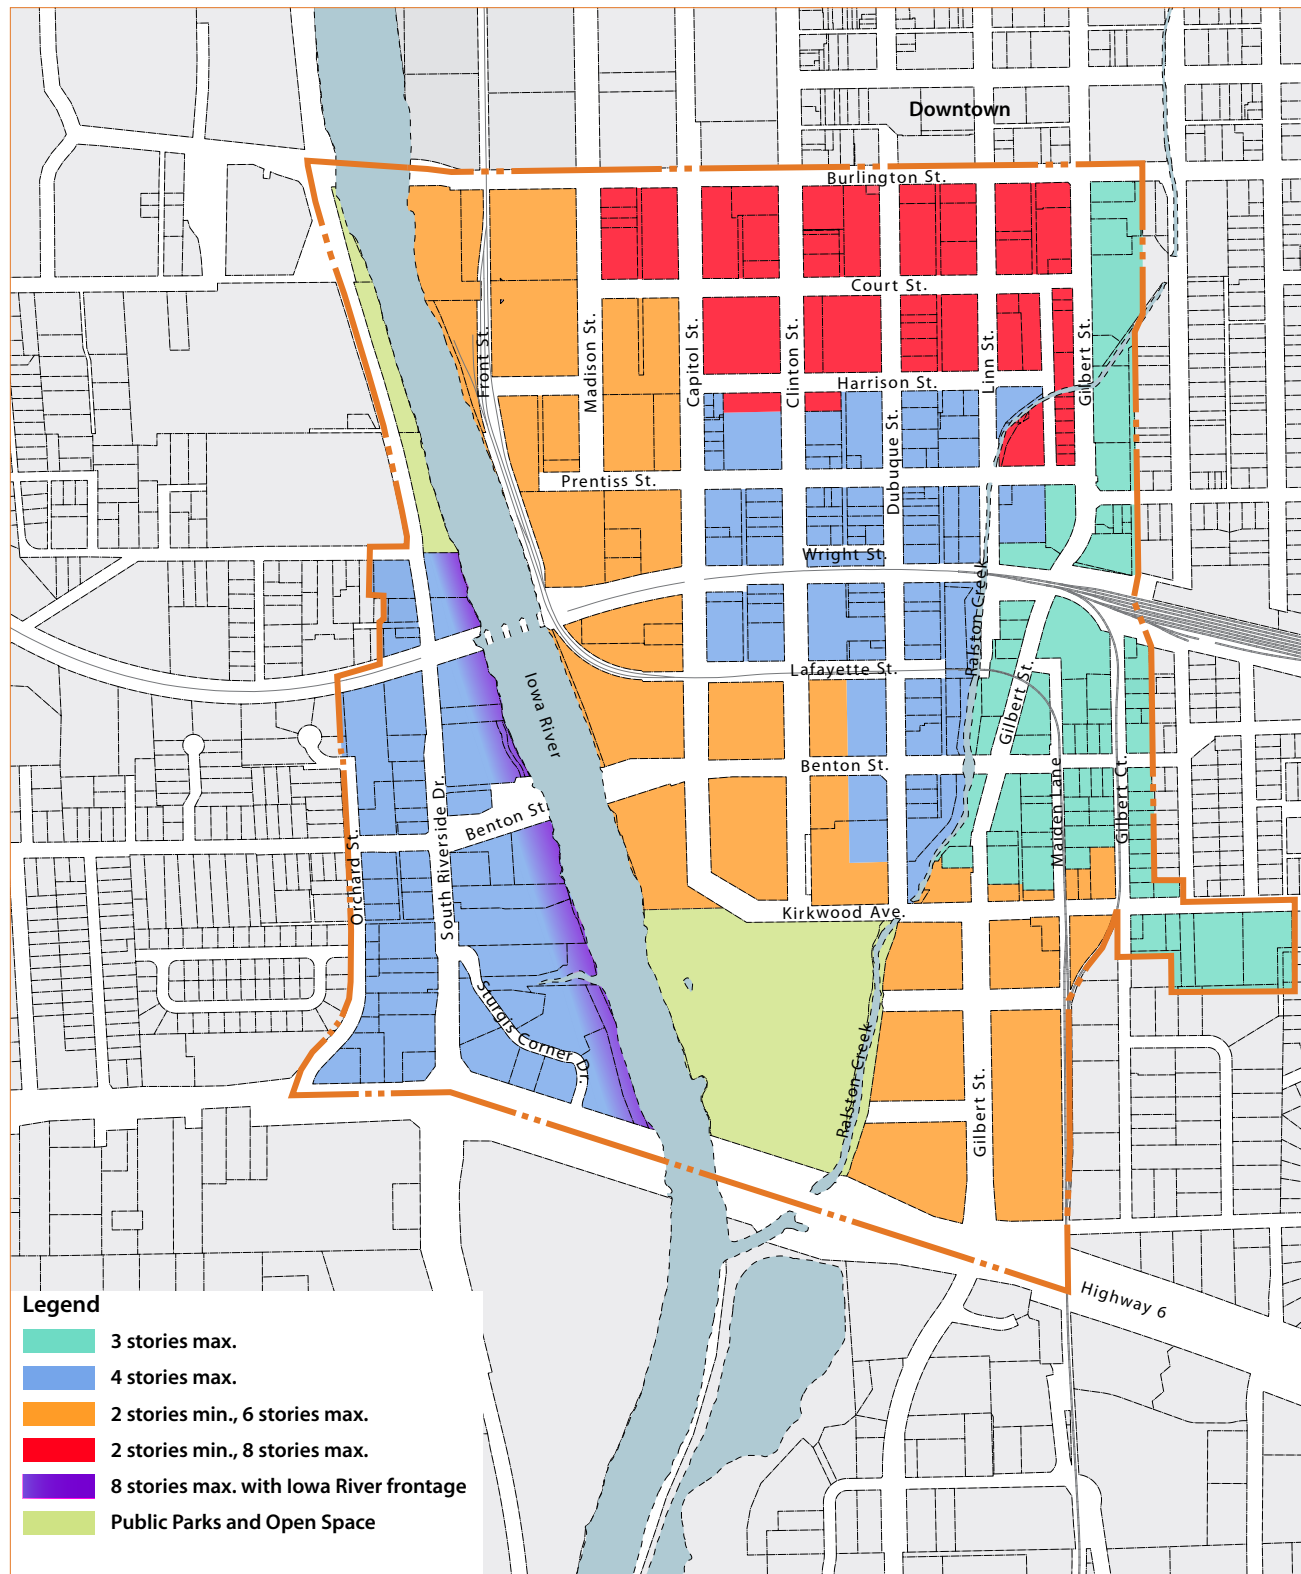 Downtown
Burlington St.
Court St.
Front St.
Madison St.
Capitol St.
Clinton St.
Linn St.
Gilbert St.
Harrison St.
Dubuque St.
Prentiss St.
Wright St.
Ralston Creek
Lafayette St.
Gilbert St.
Iowa River
Benton St.
Maiden Lane
Gilbert Ct.
Benton St.
South Riverside Dr.
Orchard St.
Kirkwood Ave.
Sturgis Corner Dr.
Ralston Creek
Gilbert St.
Highway 6
Legend
3 stories max.
4 stories max.
2 stories min., 6 stories max.
2 stories min., 8 stories max.
8 stories max. with Iowa River frontage
Public Parks and Open Space